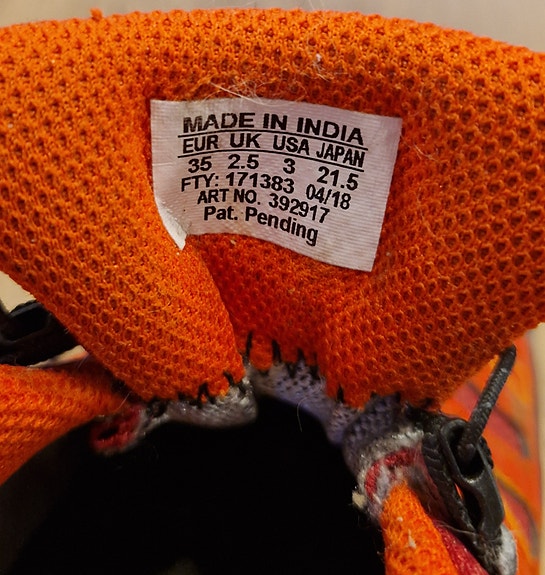 MADE IN INDIA
EUR UK USA JAPAN
35 2.5 3 21.5
FTY: 171383 04/18
ART NO. 392917
Pat. Pending